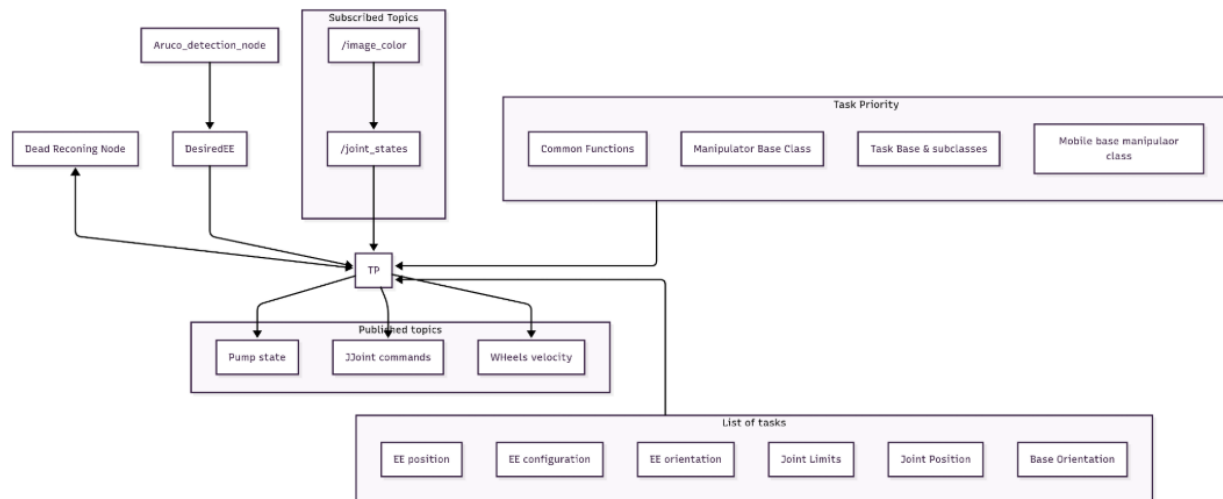 Subscribed Topics
Aruco_detection_node
/image_color
Task Priority
Dead Reconing Node
DesiredEE
/joint_states
Common Functions
Manipulator Base Class
Task Base & subclasses
Mobile base manipulaor
class
TP
Published topics
Pump state
JJoint commands
WHeels velocity
List of tasks
EE position
EE configuration
EE orientation
Joint Limits
Joint Position
Base Orientation